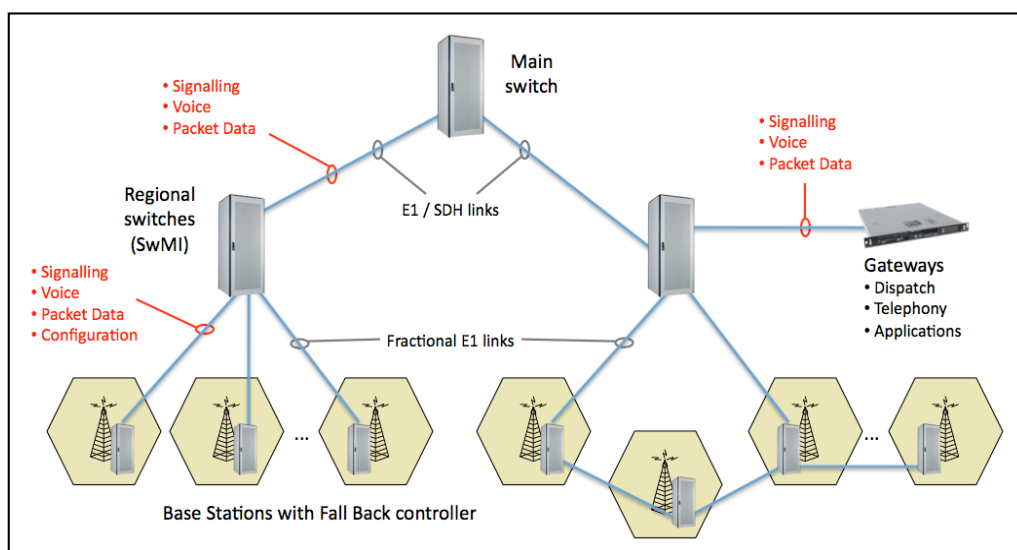 Main
switch
• Signalling
• Voice
• Packet Data
• Signalling
• Voice
• Packet Data
Regional
switches
(SwMI)
E1 / SDH links
Gateways
• Dispatch
• Telephony
• Applications
• Signalling
• Voice
• Packet Data
• Configuration
Fractional E1 links
...
...
Base Stations with Fall Back controller